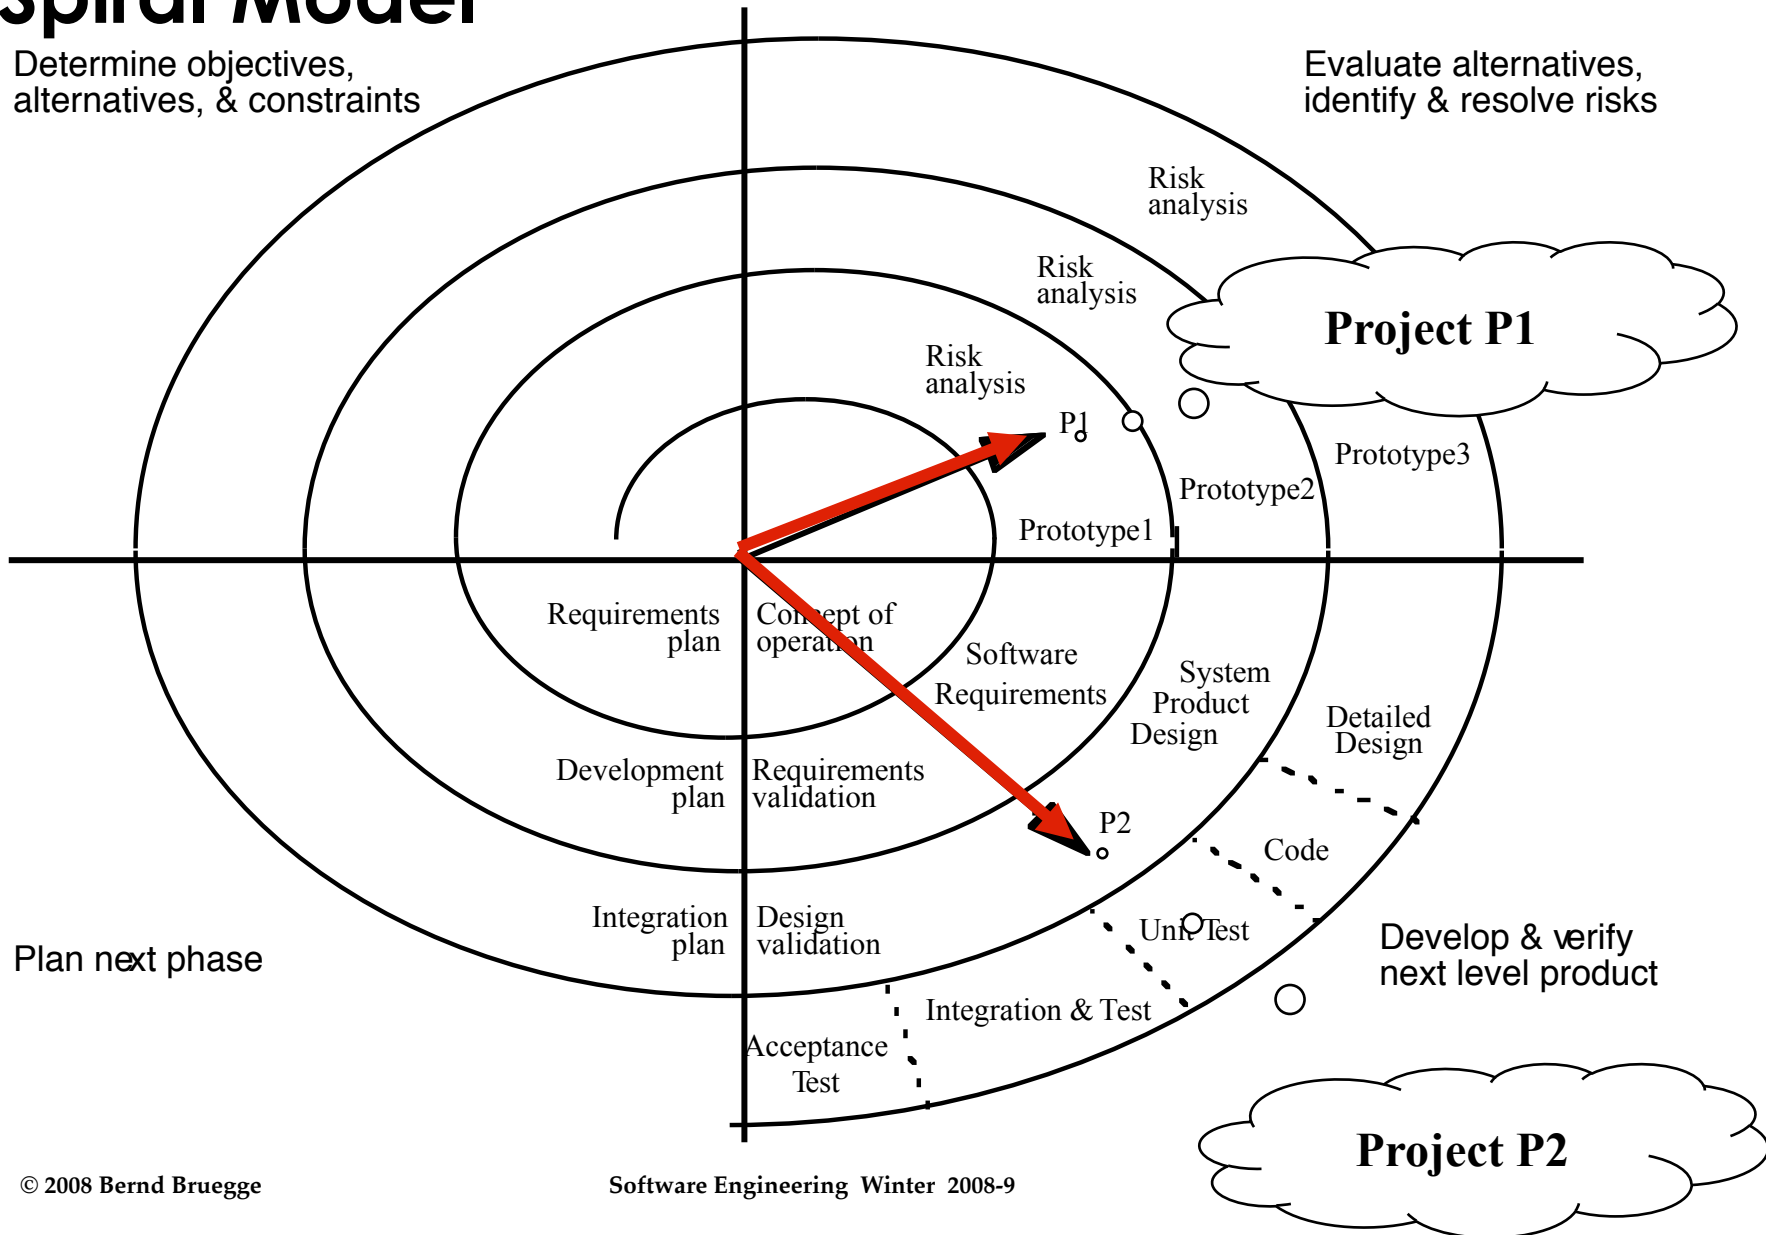 Spiral Model
Determine objectives,
alternatives, & constraints
Evaluate alternatives,
identify & resolve risks
Risk
analysis
Risk
analysis
Project P1
Risk
analysis
P1
Prototype3
Prototype2
Prototype1
Requirements
plan
Concept of
operation
Software
Requirements
System
Product
Design
Detailed
Design
Development
plan
Requirements
validation
P2
Code
Integration
plan
Design
validation
Unit Test
Plan next phase
Develop & verify
next level product
Integration & Test
Acceptance
Test
Project P2
© 2008 Bernd Bruegge
Software Engineering Winter 2008-9